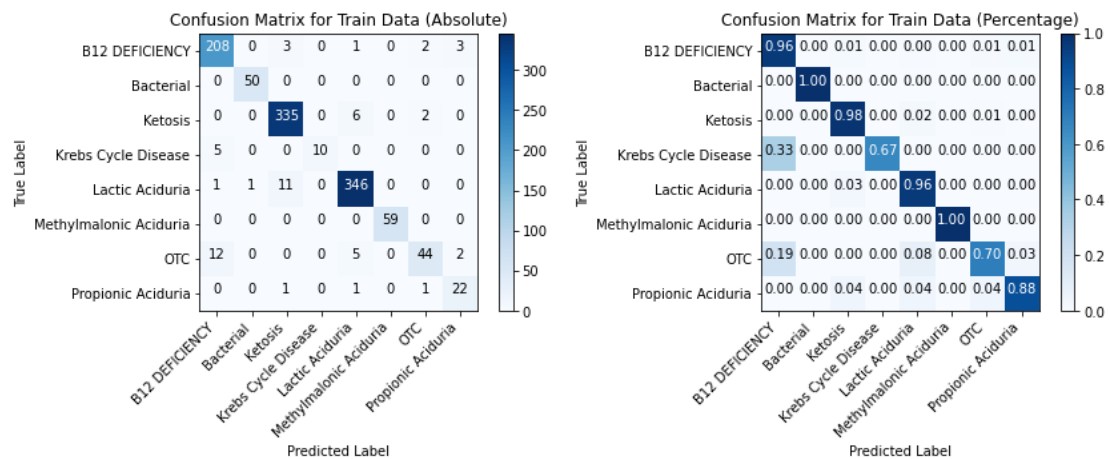 Confusion Matrix for Train Data (Absolute)
B12 DEFICIENCY 208 0 3 0 1 0 2 3
Bacterial 0 50 0 0 0 0 0 0
Ketosis 0 0 335 0 6 0 2 0
Krebs Cycle Disease 5 0 0 10 0 0 0 0
Lactic Aciduria 1 1 11 0 346 0 0 0
Methylmalonic Aciduria 0 0 0 0 0 59 0 0
OTC 12 0 0 0 5 0 44 2
Propionic Aciduria 0 0 1 0 1 0 1 22
True Label
B12 DEFICIENCY
Bacterial
Ketosis
Krebs Cycle Disease
Lactic Aciduria
Methylmalonic Aciduria
OTC
Propionic Aciduria
Predicted Label
300
250
200
150
100
50
0
Confusion Matrix for Train Data (Percentage)
B12 DEFICIENCY 0.96 0.00 0.01 0.00 0.00 0.00 0.01 0.01
Bacterial 0.00 1.00 0.00 0.00 0.00 0.00 0.00 0.00
Ketosis 0.00 0.00 0.98 0.00 0.02 0.00 0.01 0.00
Krebs Cycle Disease 0.33 0.00 0.00 0.67 0.00 0.00 0.00 0.00
Lactic Aciduria 0.00 0.00 0.03 0.00 0.96 0.00 0.00 0.00
Methylmalonic Aciduria 0.00 0.00 0.00 0.00 0.00 1.00 0.00 0.00
OTC 0.19 0.00 0.00 0.00 0.08 0.00 0.70 0.03
Propionic Aciduria 0.00 0.00 0.04 0.00 0.04 0.00 0.04 0.88
True Label
B12 DEFICIENCY
Bacterial
Ketosis
Krebs Cycle Disease
Lactic Aciduria
Methylmalonic Aciduria
OTC
Propionic Aciduria
Predicted Label
1.0
0.8
0.6
0.4
0.2
0.0